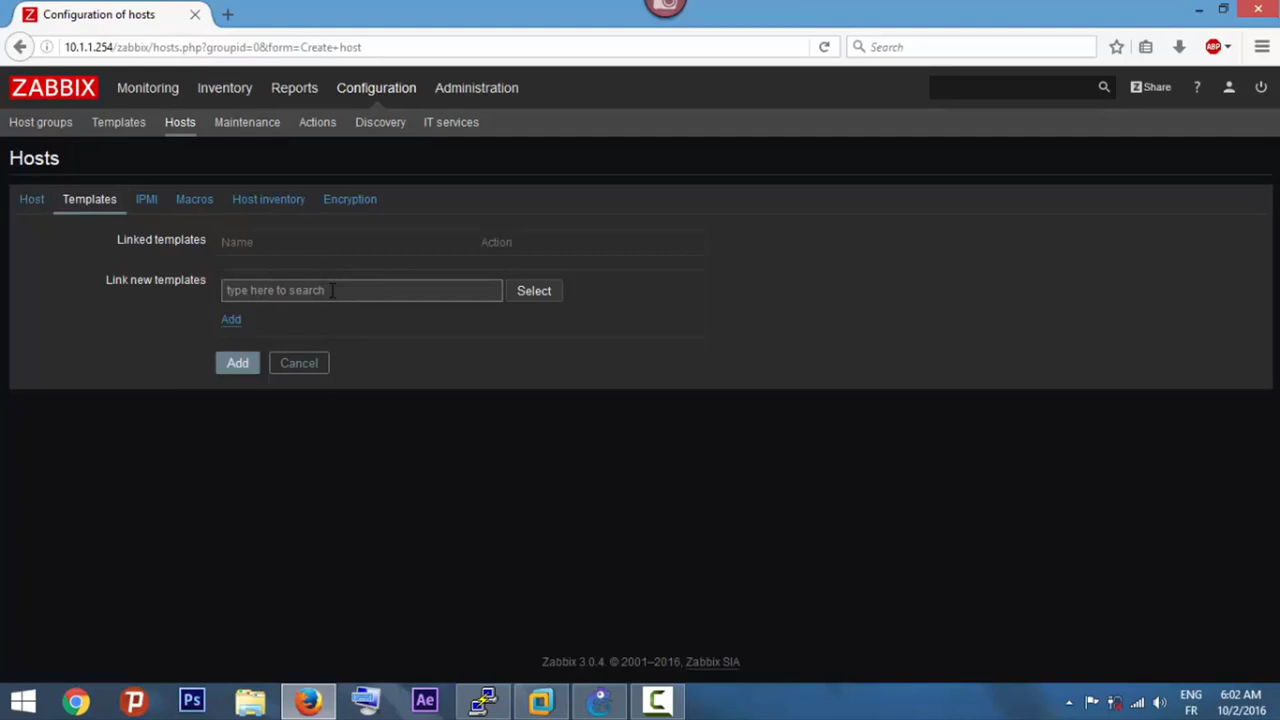 Configuration of hosts
10.1.1.254/zabbix/hosts.php?groupid=0&form=Create+host
Search
ABP
ZABBIX
Monitoring
Inventory
Reports
Configuration
Administration
Z Share
?
Host groups
Templates
Hosts
Maintenance
Actions
Discovery
IT services
Hosts
Host
Templates
IPMI
Macros
Host inventory
Encryption
Linked templates
Name
Action
Link new templates
type here to search
Select
Add
Add
Cancel
Zabbix 3.0.4. © 2001–2016, Zabbix SIA
Ps
Ae
C
ENG
FR
6:02 AM
10/2/2016